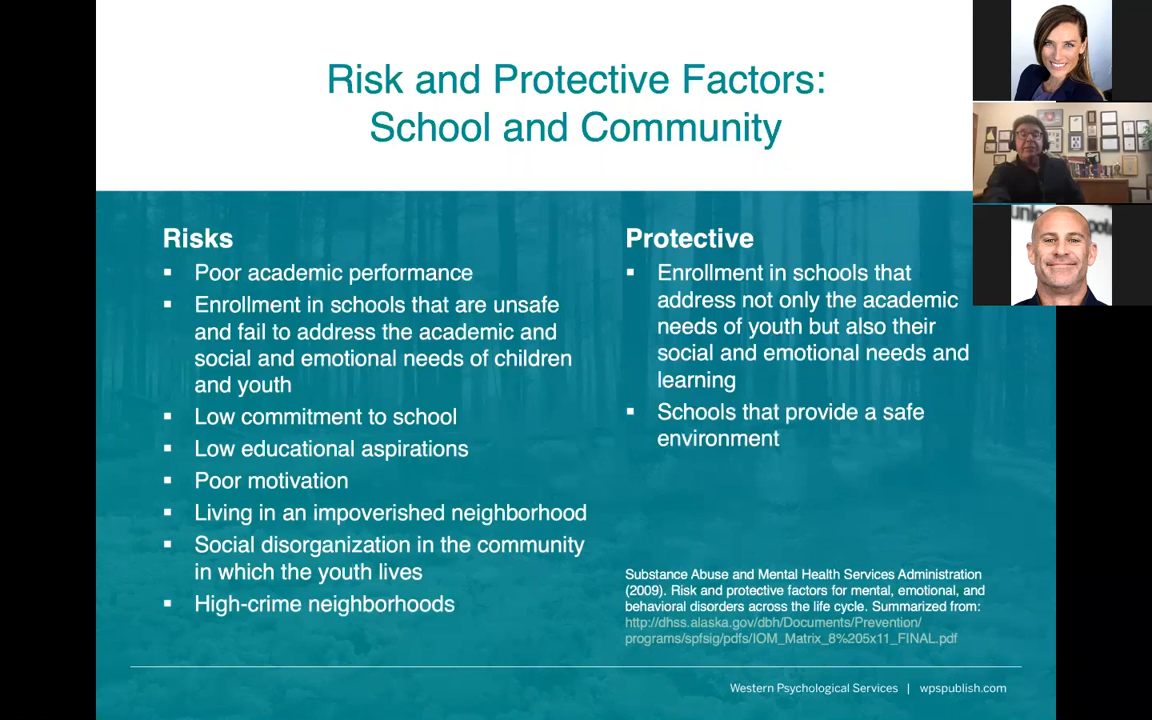 Risk and Protective Factors:
School and Community
Risks
▪ Poor academic performance
▪ Enrollment in schools that are unsafe
and fail to address the academic and
social and emotional needs of children
and youth
▪ Low commitment to school
▪ Low educational aspirations
▪ Poor motivation
▪ Living in an impoverished neighborhood
▪ Social disorganization in the community
in which the youth lives
▪ High-crime neighborhoods
Protective
▪ Enrollment in schools that
address not only the academic
needs of youth but also their
social and emotional needs and
learning
▪ Schools that provide a safe
environment
Substance Abuse and Mental Health Services Administration
(2009). Risk and protective factors for mental, emotional, and
behavioral disorders across the life cycle. Summarized from:
http://dhss.alaska.gov/dbh/Documents/Prevention/
programs/spfsig/pdfs/IOM_Matrix_8%205x11_FINAL.pdf
Western Psychological Services | wpspublish.com